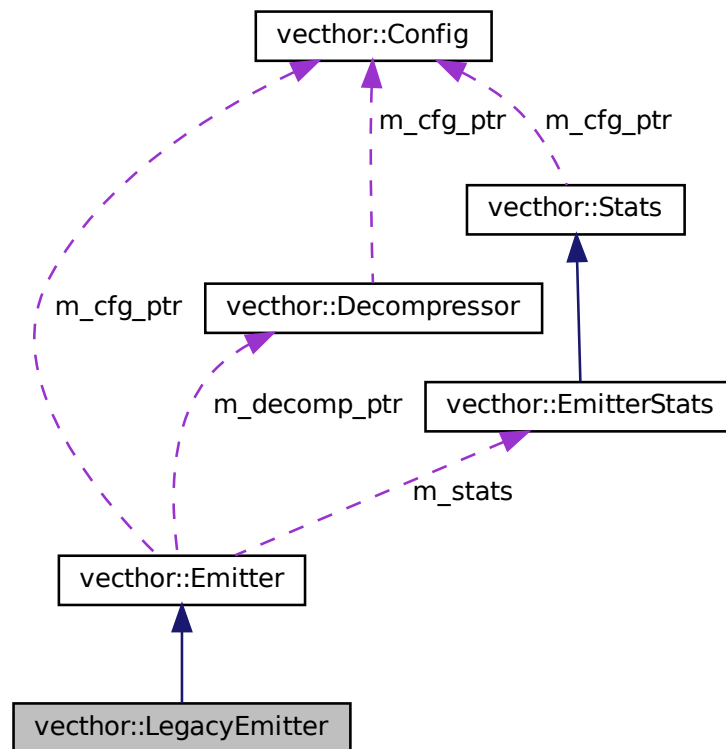 vecthor::Config
m_cfg_ptr
m_cfg_ptr
vecthor::Stats
m_cfg_ptr
vecthor::Decompressor
m_decomp_ptr
vecthor::EmitterStats
m_stats
vecthor::Emitter
vecthor::LegacyEmitter